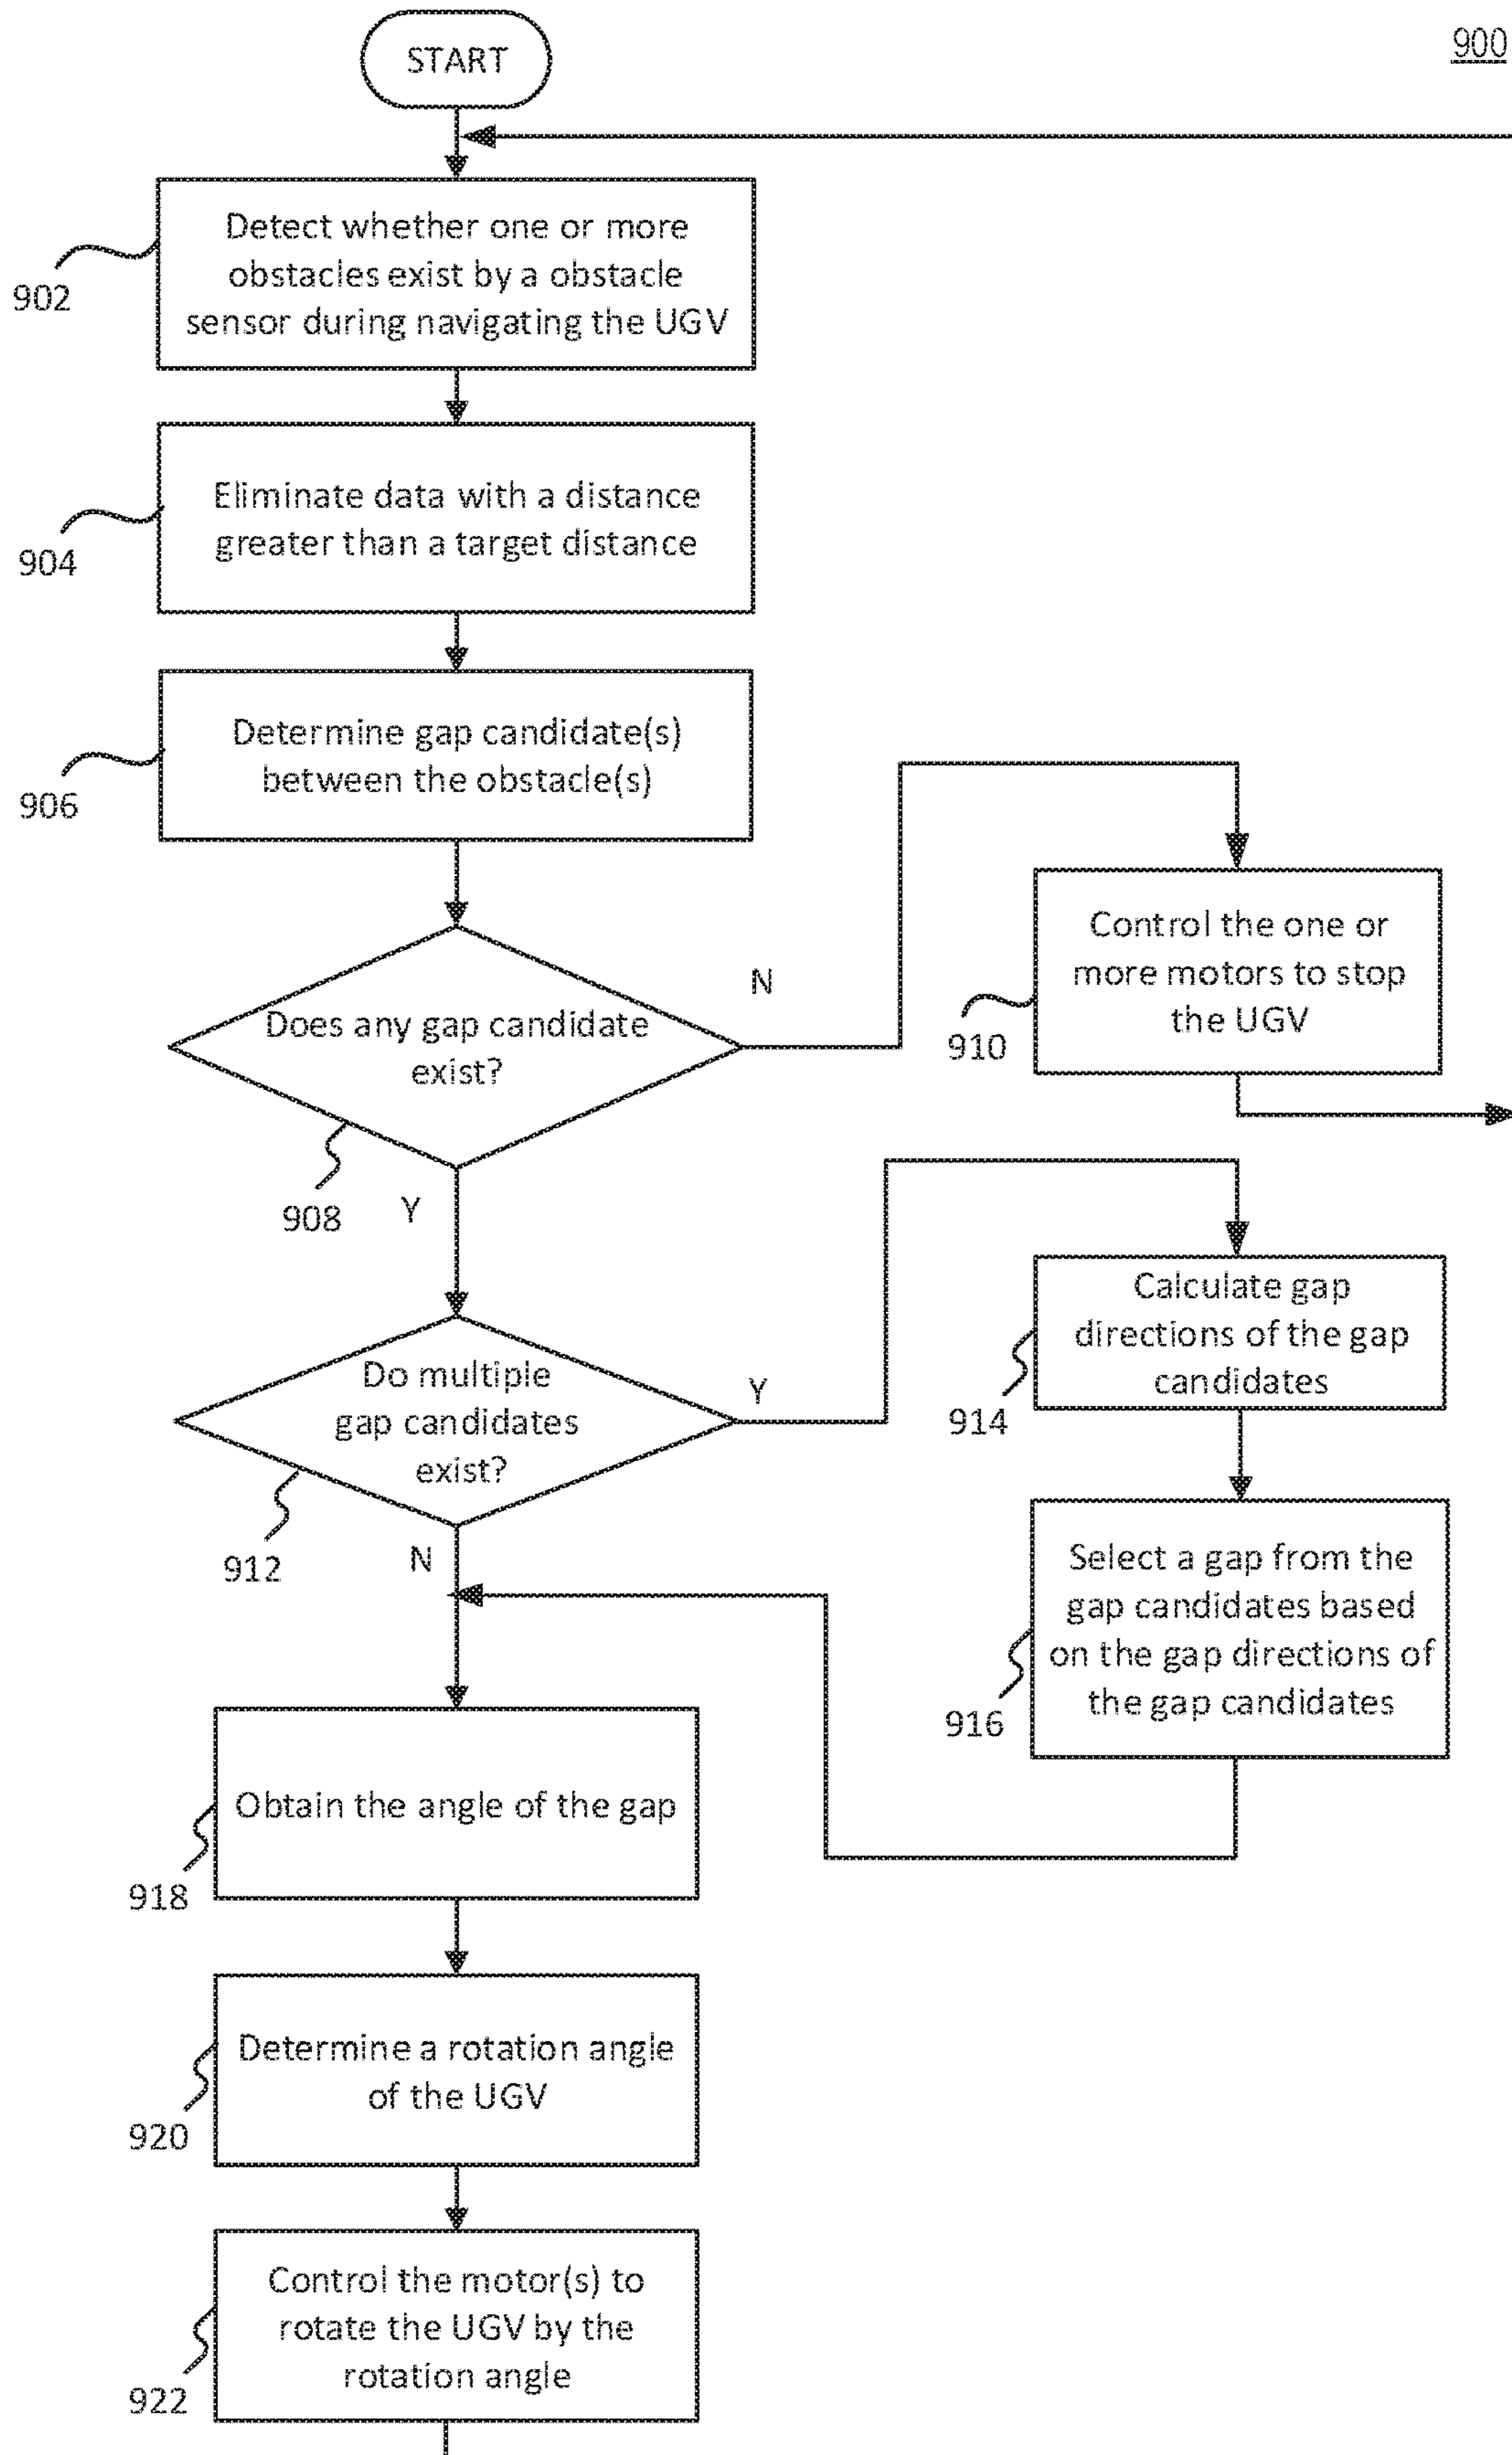 START
900
Detect whether one or more
obstacles exist by a obstacle
sensor during navigating the UGV
902
Eliminate data with a distance
greater than a target distance
904
Determine gap candidate(s)
between the obstacle(s)
906
Does any gap candidate
exist?
N
908
Y
Control the one or
more motors to stop
the UGV
910
Do multiple
gap candidates
exist?
Y
912
N
Calculate gap
directions of the gap
candidates
914
Select a gap from the
gap candidates based
on the gap directions of
the gap candidates
916
Obtain the angle of the gap
918
Determine a rotation angle
of the UGV
920
Control the motor(s) to
rotate the UGV by the
rotation angle
922